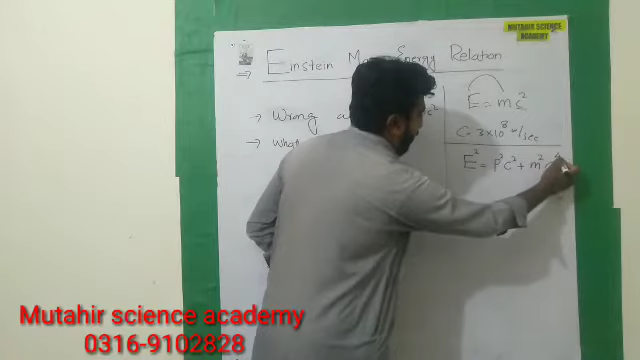 MUTAHIR SCIENCE
ACADEMY
⇒ Einstein Mass Energy Relation
→ Wrong
→ What
E = mc²
C = 3×10⁸ m/sec
E² = P²C² + m²
Mutahir science academy
0316-9102828